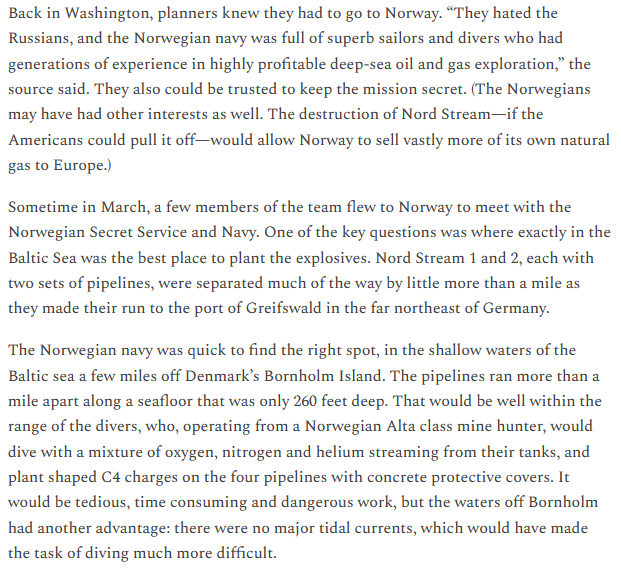 Back in Washington, planners knew they had to go to Norway. “They hated the
Russians, and the Norwegian navy was full of superb sailors and divers who had
generations of experience in highly profitable deep-sea oil and gas exploration,” the
source said. They also could be trusted to keep the mission secret. (The Norwegians
may have had other interests as well. The destruction of Nord Stream—if the
Americans could pull it off—would allow Norway to sell vastly more of its own natural
gas to Europe.)
Sometime in March, a few members of the team flew to Norway to meet with the
Norwegian Secret Service and Navy. One of the key questions was where exactly in the
Baltic Sea was the best place to plant the explosives. Nord Stream 1 and 2, each with
two sets of pipelines, were separated much of the way by little more than a mile as
they made their run to the port of Greifswald in the far northeast of Germany.
The Norwegian navy was quick to find the right spot, in the shallow waters of the
Baltic sea a few miles off Denmark’s Bornholm Island. The pipelines ran more than a
mile apart along a seafloor that was only 260 feet deep. That would be well within the
range of the divers, who, operating from a Norwegian Alta class mine hunter, would
dive with a mixture of oxygen, nitrogen and helium streaming from their tanks, and
plant shaped C4 charges on the four pipelines with concrete protective covers. It
would be tedious, time consuming and dangerous work, but the waters off Bornholm
had another advantage: there were no major tidal currents, which would have made
the task of diving much more difficult.